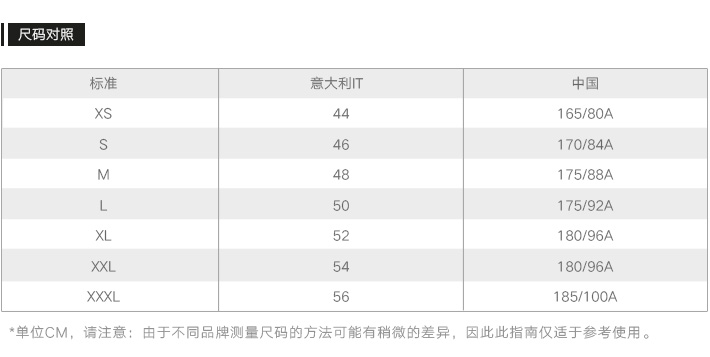 尺码对照
标准 意大利IT 中国
XS 44 165/80A
S 46 170/84A
M 48 175/88A
L 50 175/92A
XL 52 180/96A
XXL 54 180/96A
XXXL 56 185/100A
*单位CM，请注意：由于不同品牌测量尺码的方法可能有稍微的差异，因此此指南仅适于参考使用。